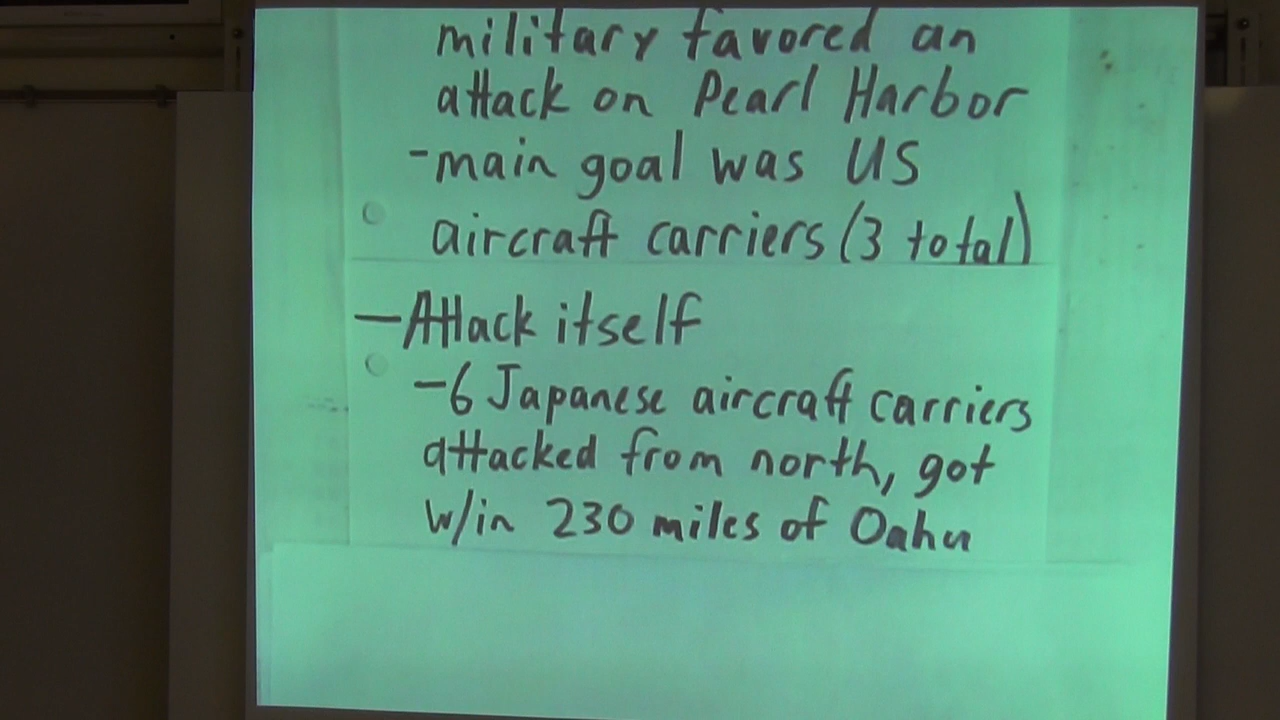 military favored an
attack on Pearl Harbor
-main goal was US
aircraft carriers (3 total)
-Attack itself
-6 Japanese aircraft carriers
attacked from north, got
w/in 230 miles of Oahu